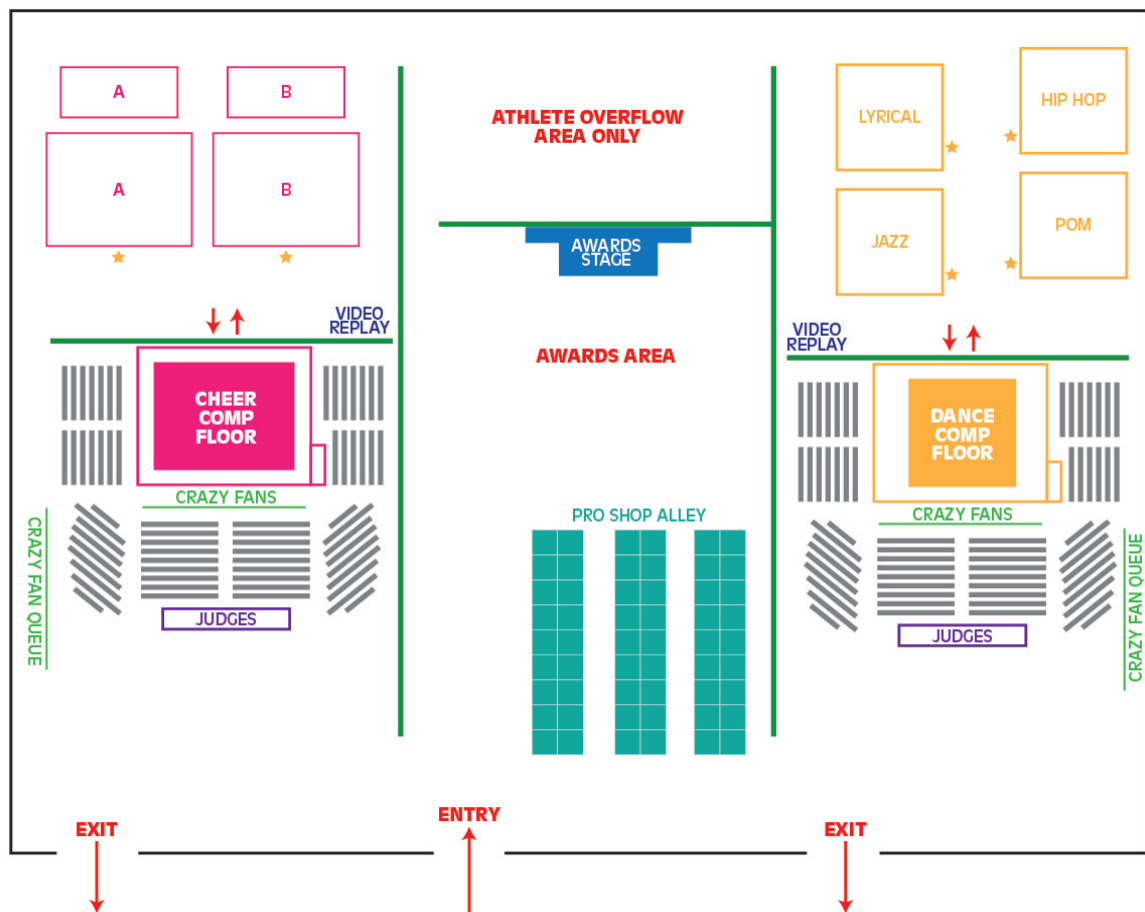 A
B
A
B
ATHLETE OVERFLOW
AREA ONLY
LYRICAL
HIP HOP
JAZZ
POM
AWARDS
STAGE
VIDEO
REPLAY
AWARDS AREA
VIDEO
REPLAY
CHEER
COMP
FLOOR
DANCE
COMP
FLOOR
CRAZY FANS
PRO SHOP ALLEY
CRAZY FANS
CRAZY FAN QUEUE
JUDGES
JUDGES
CRAZY FAN QUEUE
EXIT
ENTRY
EXIT